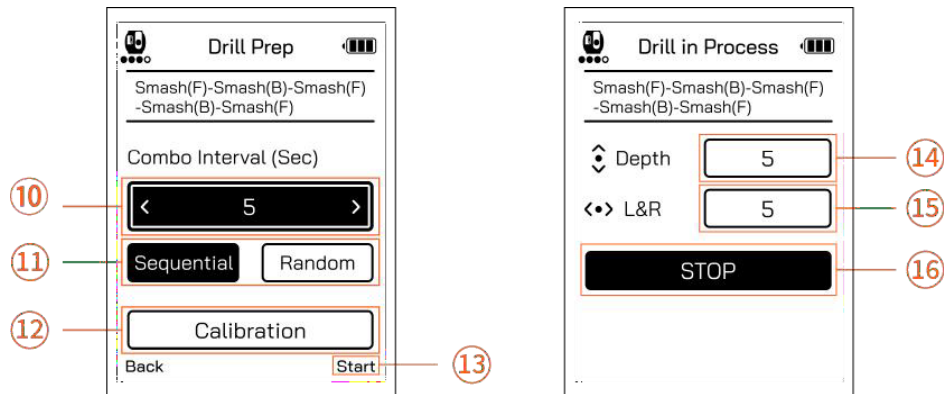 Drill Prep
Smash(F)-Smash(B)-Smash(F)
-Smash(B)-Smash(F)
Combo Interval (Sec)
10
< 5 >
11
Sequential Random
12
Calibration
Back Start
13
Drill in Process
Smash(F)-Smash(B)-Smash(F)
-Smash(B)-Smash(F)
Depth 5
14
L&R 5
15
STOP
16